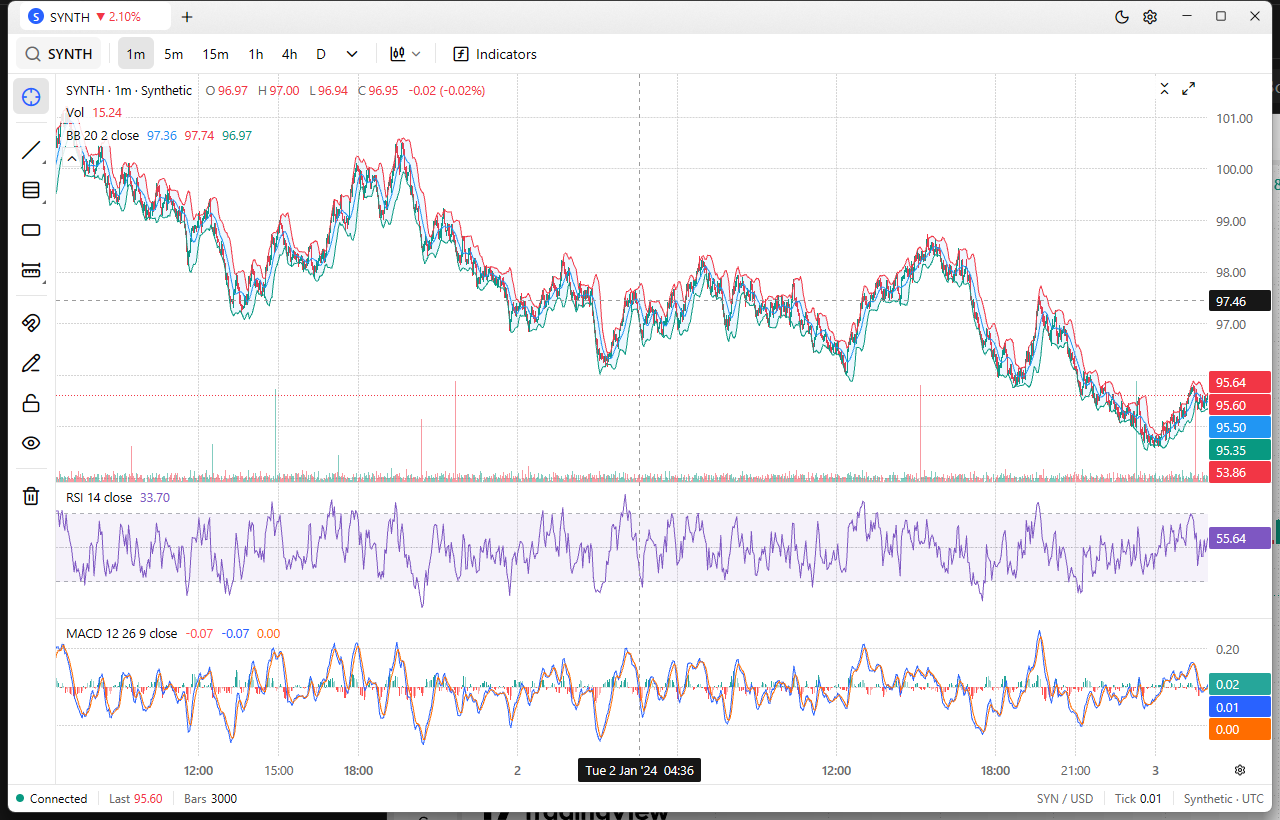 S SYNTH ▼ 2.10% +
SYNTH 1m 5m 15m 1h 4h D Indicators
SYNTH · 1m · Synthetic O 96.97 H 97.00 L 96.94 C 96.95 -0.02 (-0.02%)
Vol 15.24
BB 20 2 close 97.36 97.74 96.97
101.00
100.00
99.00
98.00
97.46
97.00
95.64
95.60
95.50
95.35
53.86
RSI 14 close 33.70
55.64
MACD 12 26 9 close -0.07 -0.07 0.00
0.20
0.02
0.01
0.00
12:00 15:00 18:00 2 Tue 2 Jan '24 04:36 12:00 18:00 21:00 3
Connected Last 95.60 Bars 3000 SYN / USD Tick 0.01 Synthetic · UTC